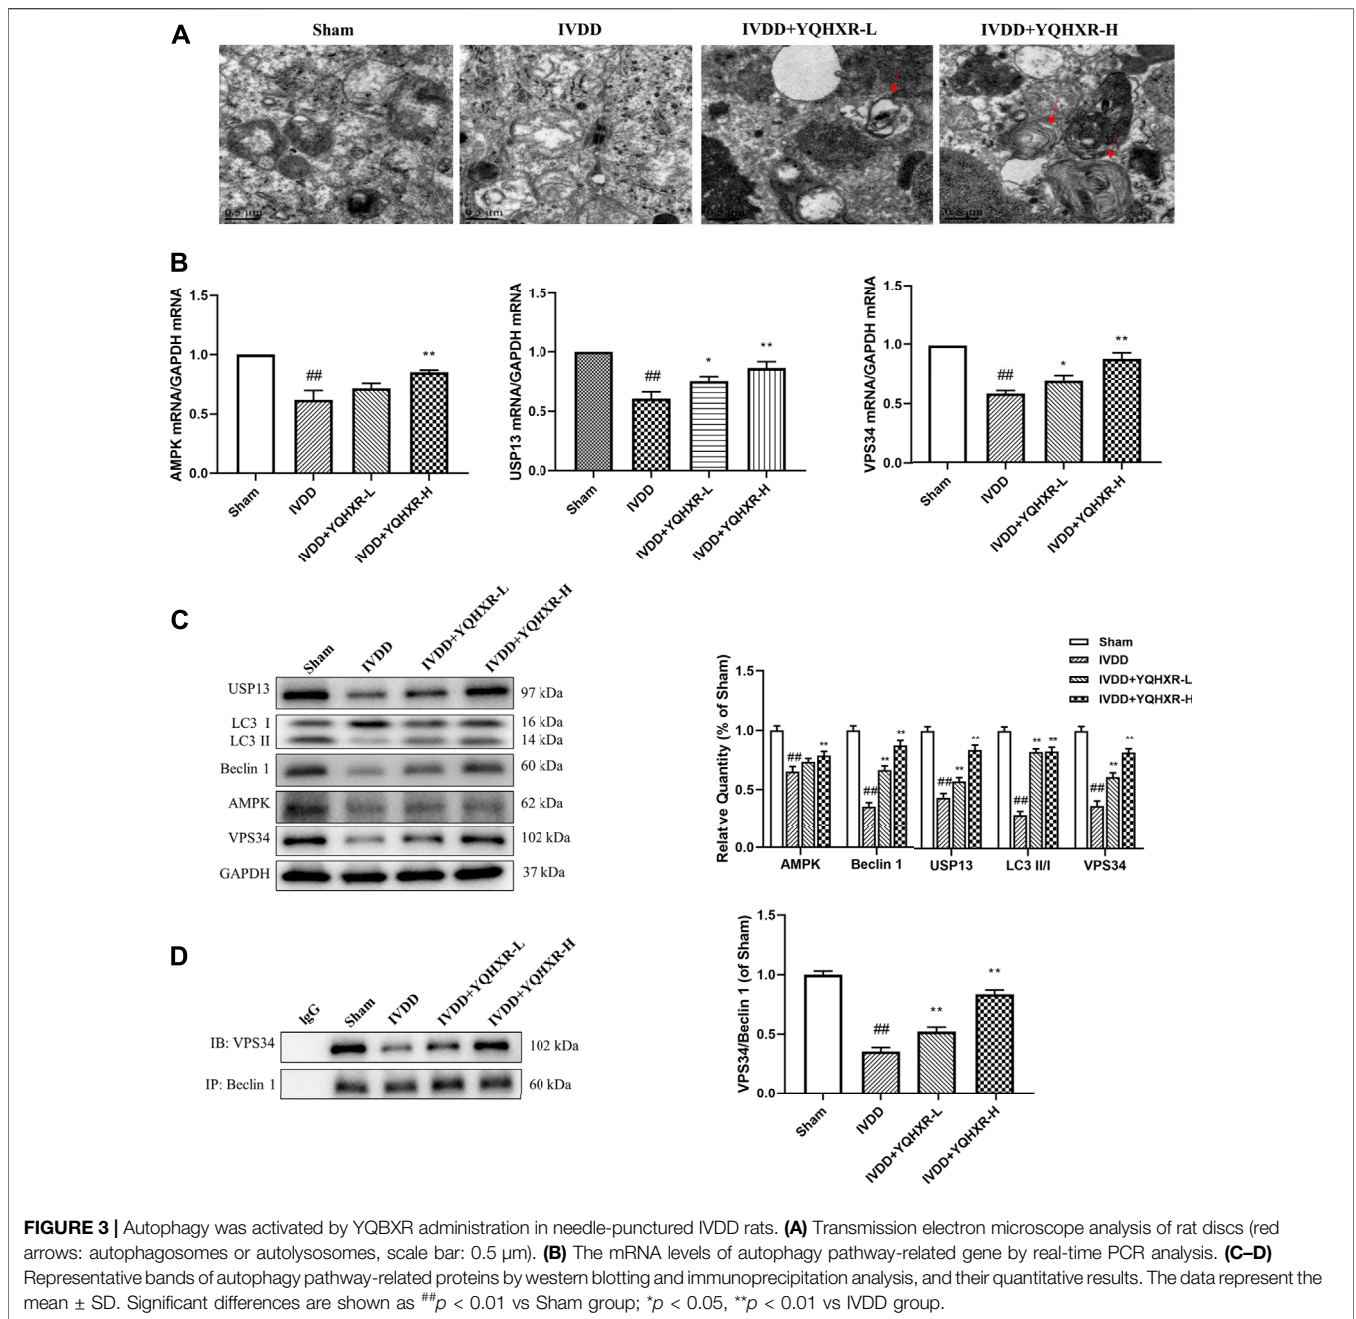 A
Sham
IVDD
IVDD+YQHXR-L
IVDD+YQHXR-H
0.5 µm
0.5 µm
0.5 µm
0.5 µm
B
AMPK mRNA/GAPDH mRNA
1.5
1.0
0.5
0.0
##
**
Sham
IVDD
IVDD+YQHXR-L
IVDD+YQHXR-H
USP13 mRNA/GAPDH mRNA
1.5
1.0
0.5
0.0
##
*
**
Sham
IVDD
IVDD+YQHXR-L
IVDD+YQHXR-H
VPS34 mRNA/GAPDH mRNA
1.5
1.0
0.5
0.0
##
*
**
Sham
IVDD
IVDD+YQHXR-L
IVDD+YQHXR-H
C
Sham
IVDD
IVDD+YQHXR-L
IVDD+YQHXR-H
USP13 97 kDa
LC3 I 16 kDa
LC3 II 14 kDa
Beclin 1 60 kDa
AMPK 62 kDa
VPS34 102 kDa
GAPDH 37 kDa
Sham
IVDD
IVDD+YQHXR-L
IVDD+YQHXR-H
Relative Quantity (% of Sham)
1.5
1.0
0.5
0.0
## **
## ** **
## ** **
## ** **
## ** **
AMPK Beclin 1 USP13 LC3 II/I VPS34
D
IgG
Sham
IVDD
IVDD+YQHXR-L
IVDD+YQHXR-H
IB: VPS34 102 kDa
IP: Beclin 1 60 kDa
VPS34/Beclin 1 (of Sham)
1.5
1.0
0.5
0.0
##
**
**
Sham
IVDD
IVDD+YQHXR-L
IVDD+YQHXR-H
FIGURE 3 | Autophagy was activated by YQBXR administration in needle-punctured IVDD rats. (A) Transmission electron microscope analysis of rat discs (red
arrows: autophagosomes or autolysosomes, scale bar: 0.5 µm). (B) The mRNA levels of autophagy pathway-related gene by real-time PCR analysis. (C–D)
Representative bands of autophagy pathway-related proteins by western blotting and immunoprecipitation analysis, and their quantitative results. The data represent the
mean ± SD. Significant differences are shown as ##p < 0.01 vs Sham group; *p < 0.05, **p < 0.01 vs IVDD group.